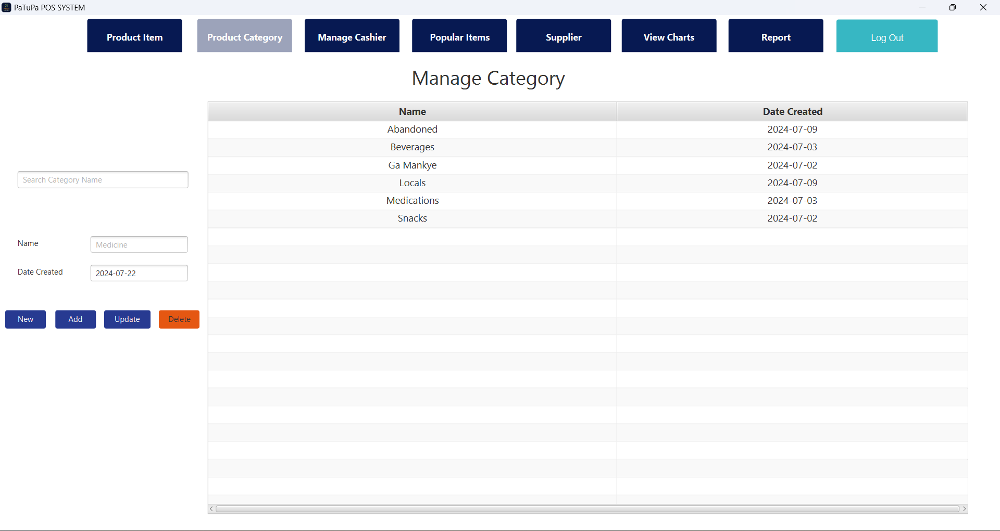 PaTuPa POS SYSTEM
Product Item Product Category Manage Cashier Popular Items Supplier View Charts Report Log Out
Manage Category
Name Date Created
Abandoned 2024-07-09
Beverages 2024-07-03
Ga Mankye 2024-07-02
Locals 2024-07-09
Medications 2024-07-03
Snacks 2024-07-02
Search Category Name
Name Medicine
Date Created 2024-07-22
New Add Update Delete